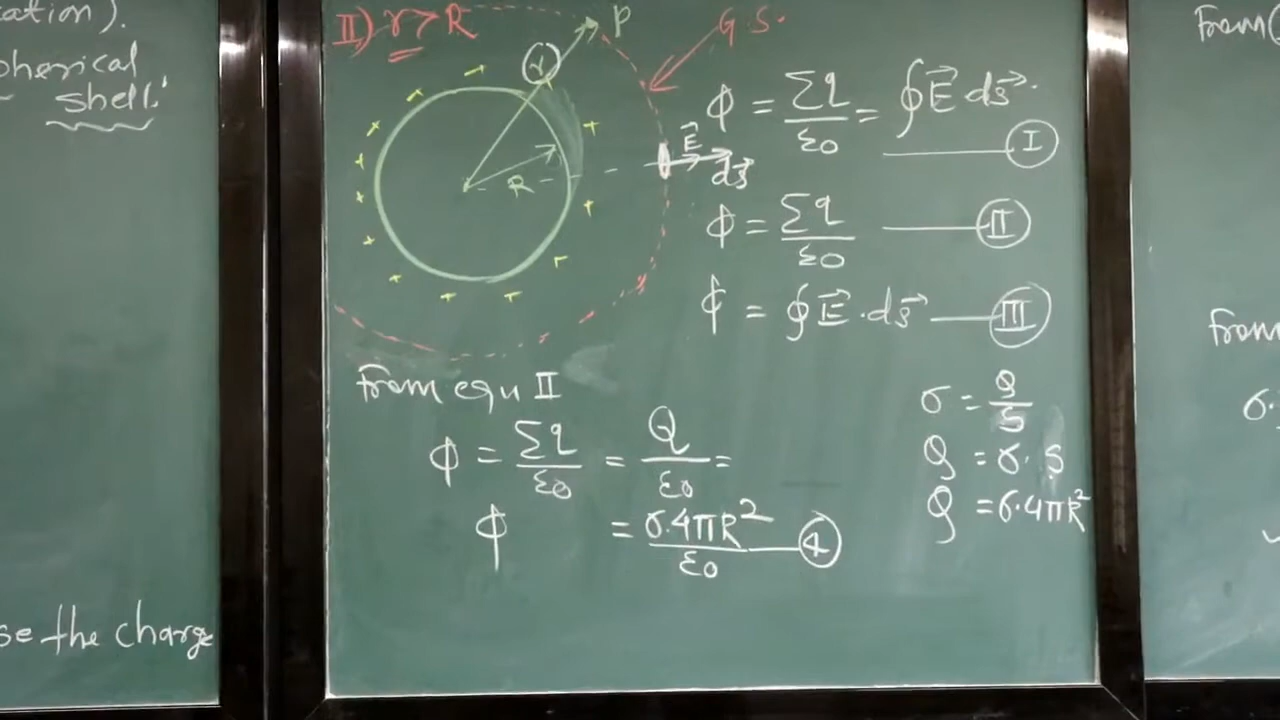 ation).
pherical
shell.'
se the charge
II) r > R
P
G.S.
r
R
E⃗
ds⃗
ϕ = Σq/ε0 = ∮E⃗ ds⃗. — I
ϕ = Σq/ε0 — II
ϕ = ∮E⃗.ds⃗ — III
From equ II
ϕ = Σq/ε0 = Q/ε0 =
ϕ = σ.4πR²/ε0 — 4
σ = Q/S
Q = σ.S
Q = σ.4πR²
From
From
σ.